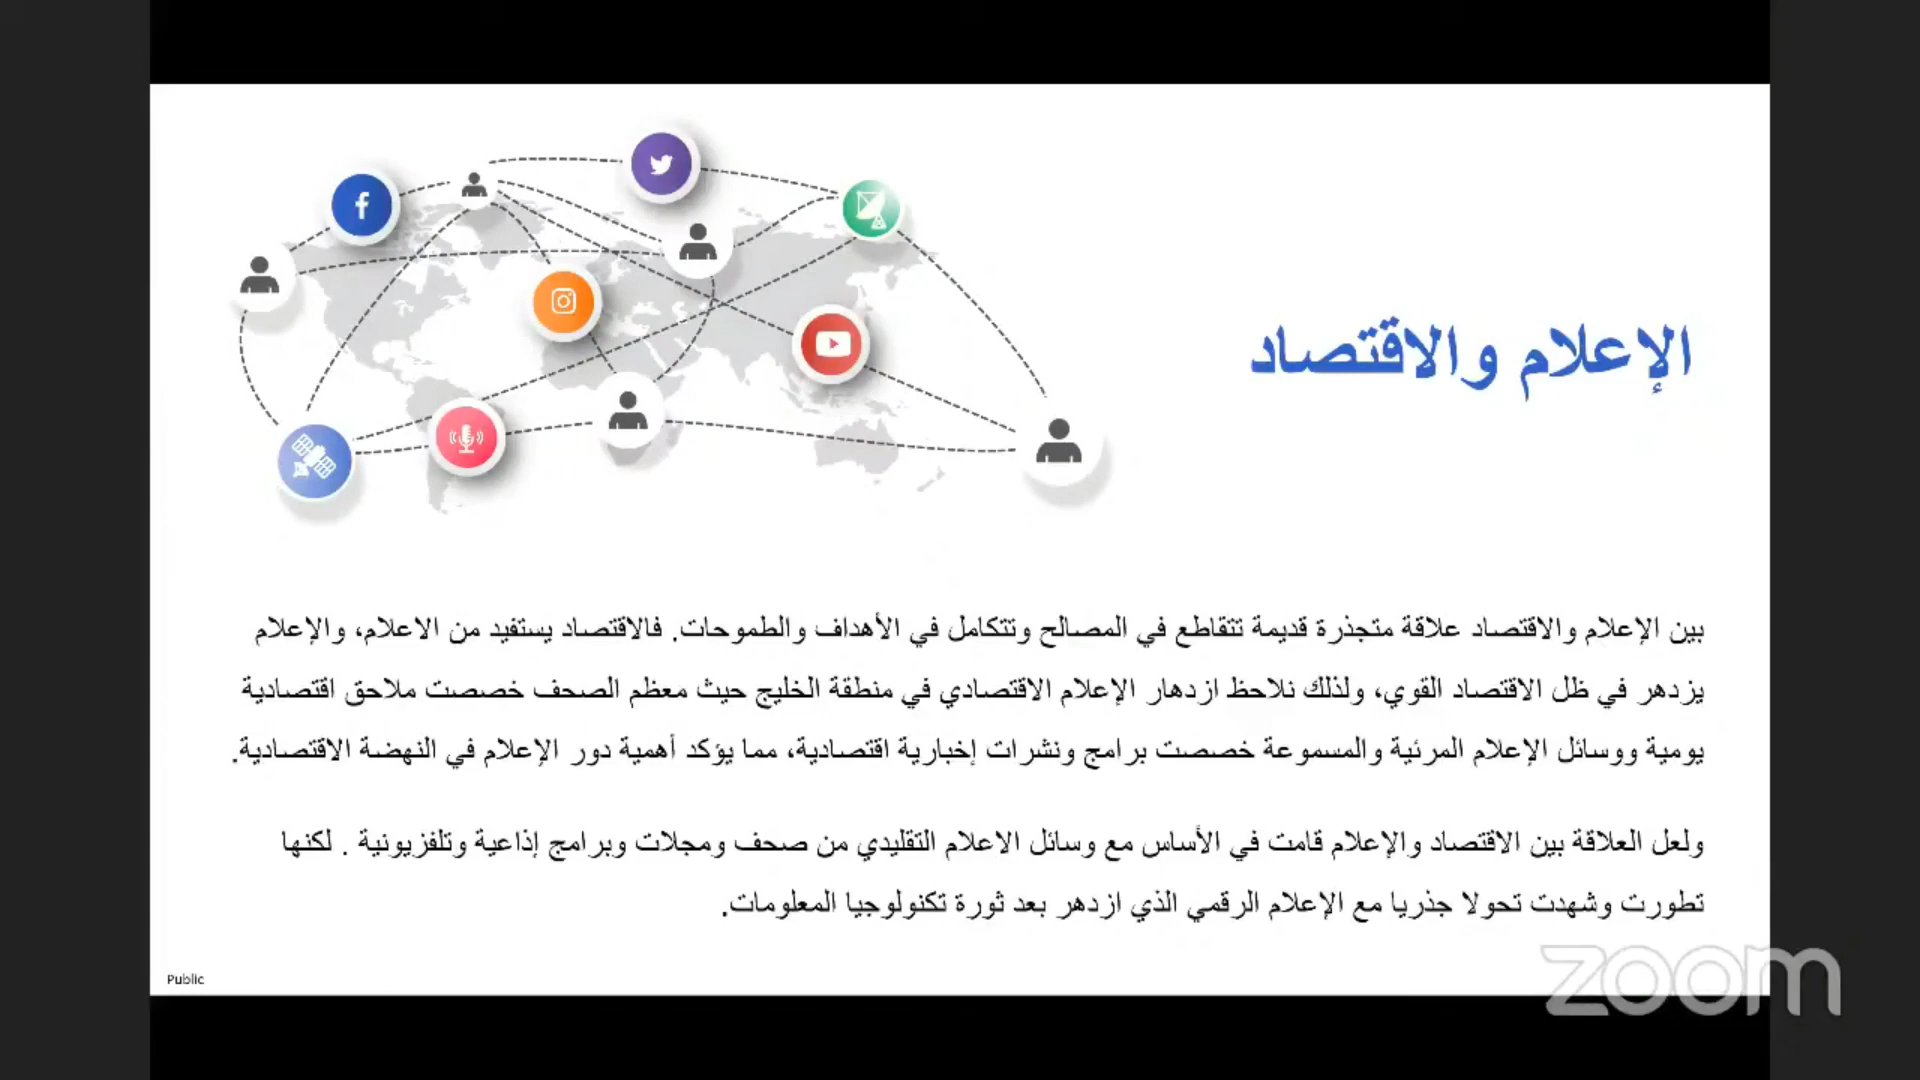 الإعلام والاقتصاد
بين الإعلام والاقتصاد علاقة متجذرة قديمة تتقاطع في المصالح وتتكامل في الأهداف والطموحات. فالاقتصاد يستفيد من الاعلام، والإعلام
يزدهر في ظل الاقتصاد القوي، ولذلك نلاحظ ازدهار الإعلام الاقتصادي في منطقة الخليج حيث معظم الصحف خصصت ملاحق اقتصادية
يومية ووسائل الإعلام المرئية والمسموعة خصصت برامج ونشرات إخبارية اقتصادية، مما يؤكد أهمية دور الإعلام في النهضة الاقتصادية.
ولعل العلاقة بين الاقتصاد والإعلام قامت في الأساس مع وسائل الاعلام التقليدي من صحف ومجلات وبرامج إذاعية وتلفزيونية . لكنها
تطورت وشهدت تحولا جذريا مع الإعلام الرقمي الذي ازدهر بعد ثورة تكنولوجيا المعلومات.
Public
zoom